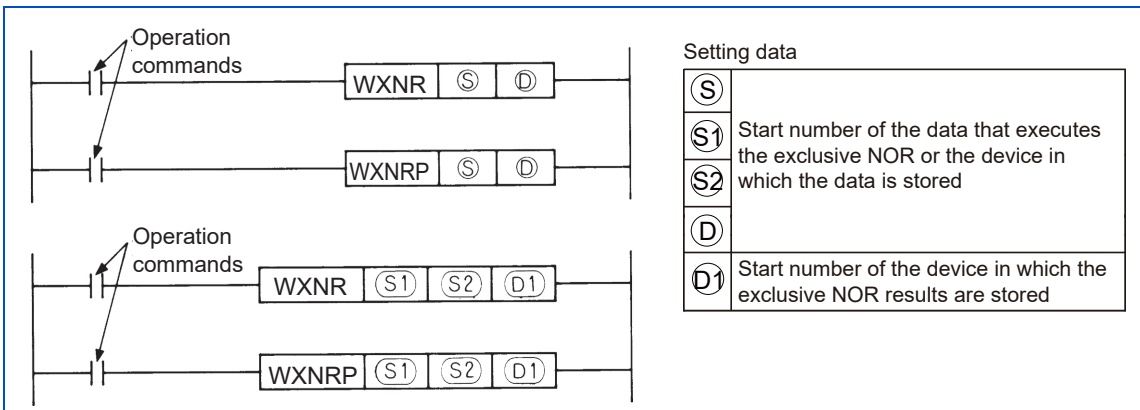 Operation
commands
WXNR Ⓢ Ⓓ
WXNRP Ⓢ Ⓓ
Operation
commands
WXNR S1 S2 D1
WXNRP S1 S2 D1
Setting data
Ⓢ
S1
S2
Ⓓ
Start number of the data that executes
the exclusive NOR or the device in
which the data is stored
D1
Start number of the device in which the
exclusive NOR results are stored